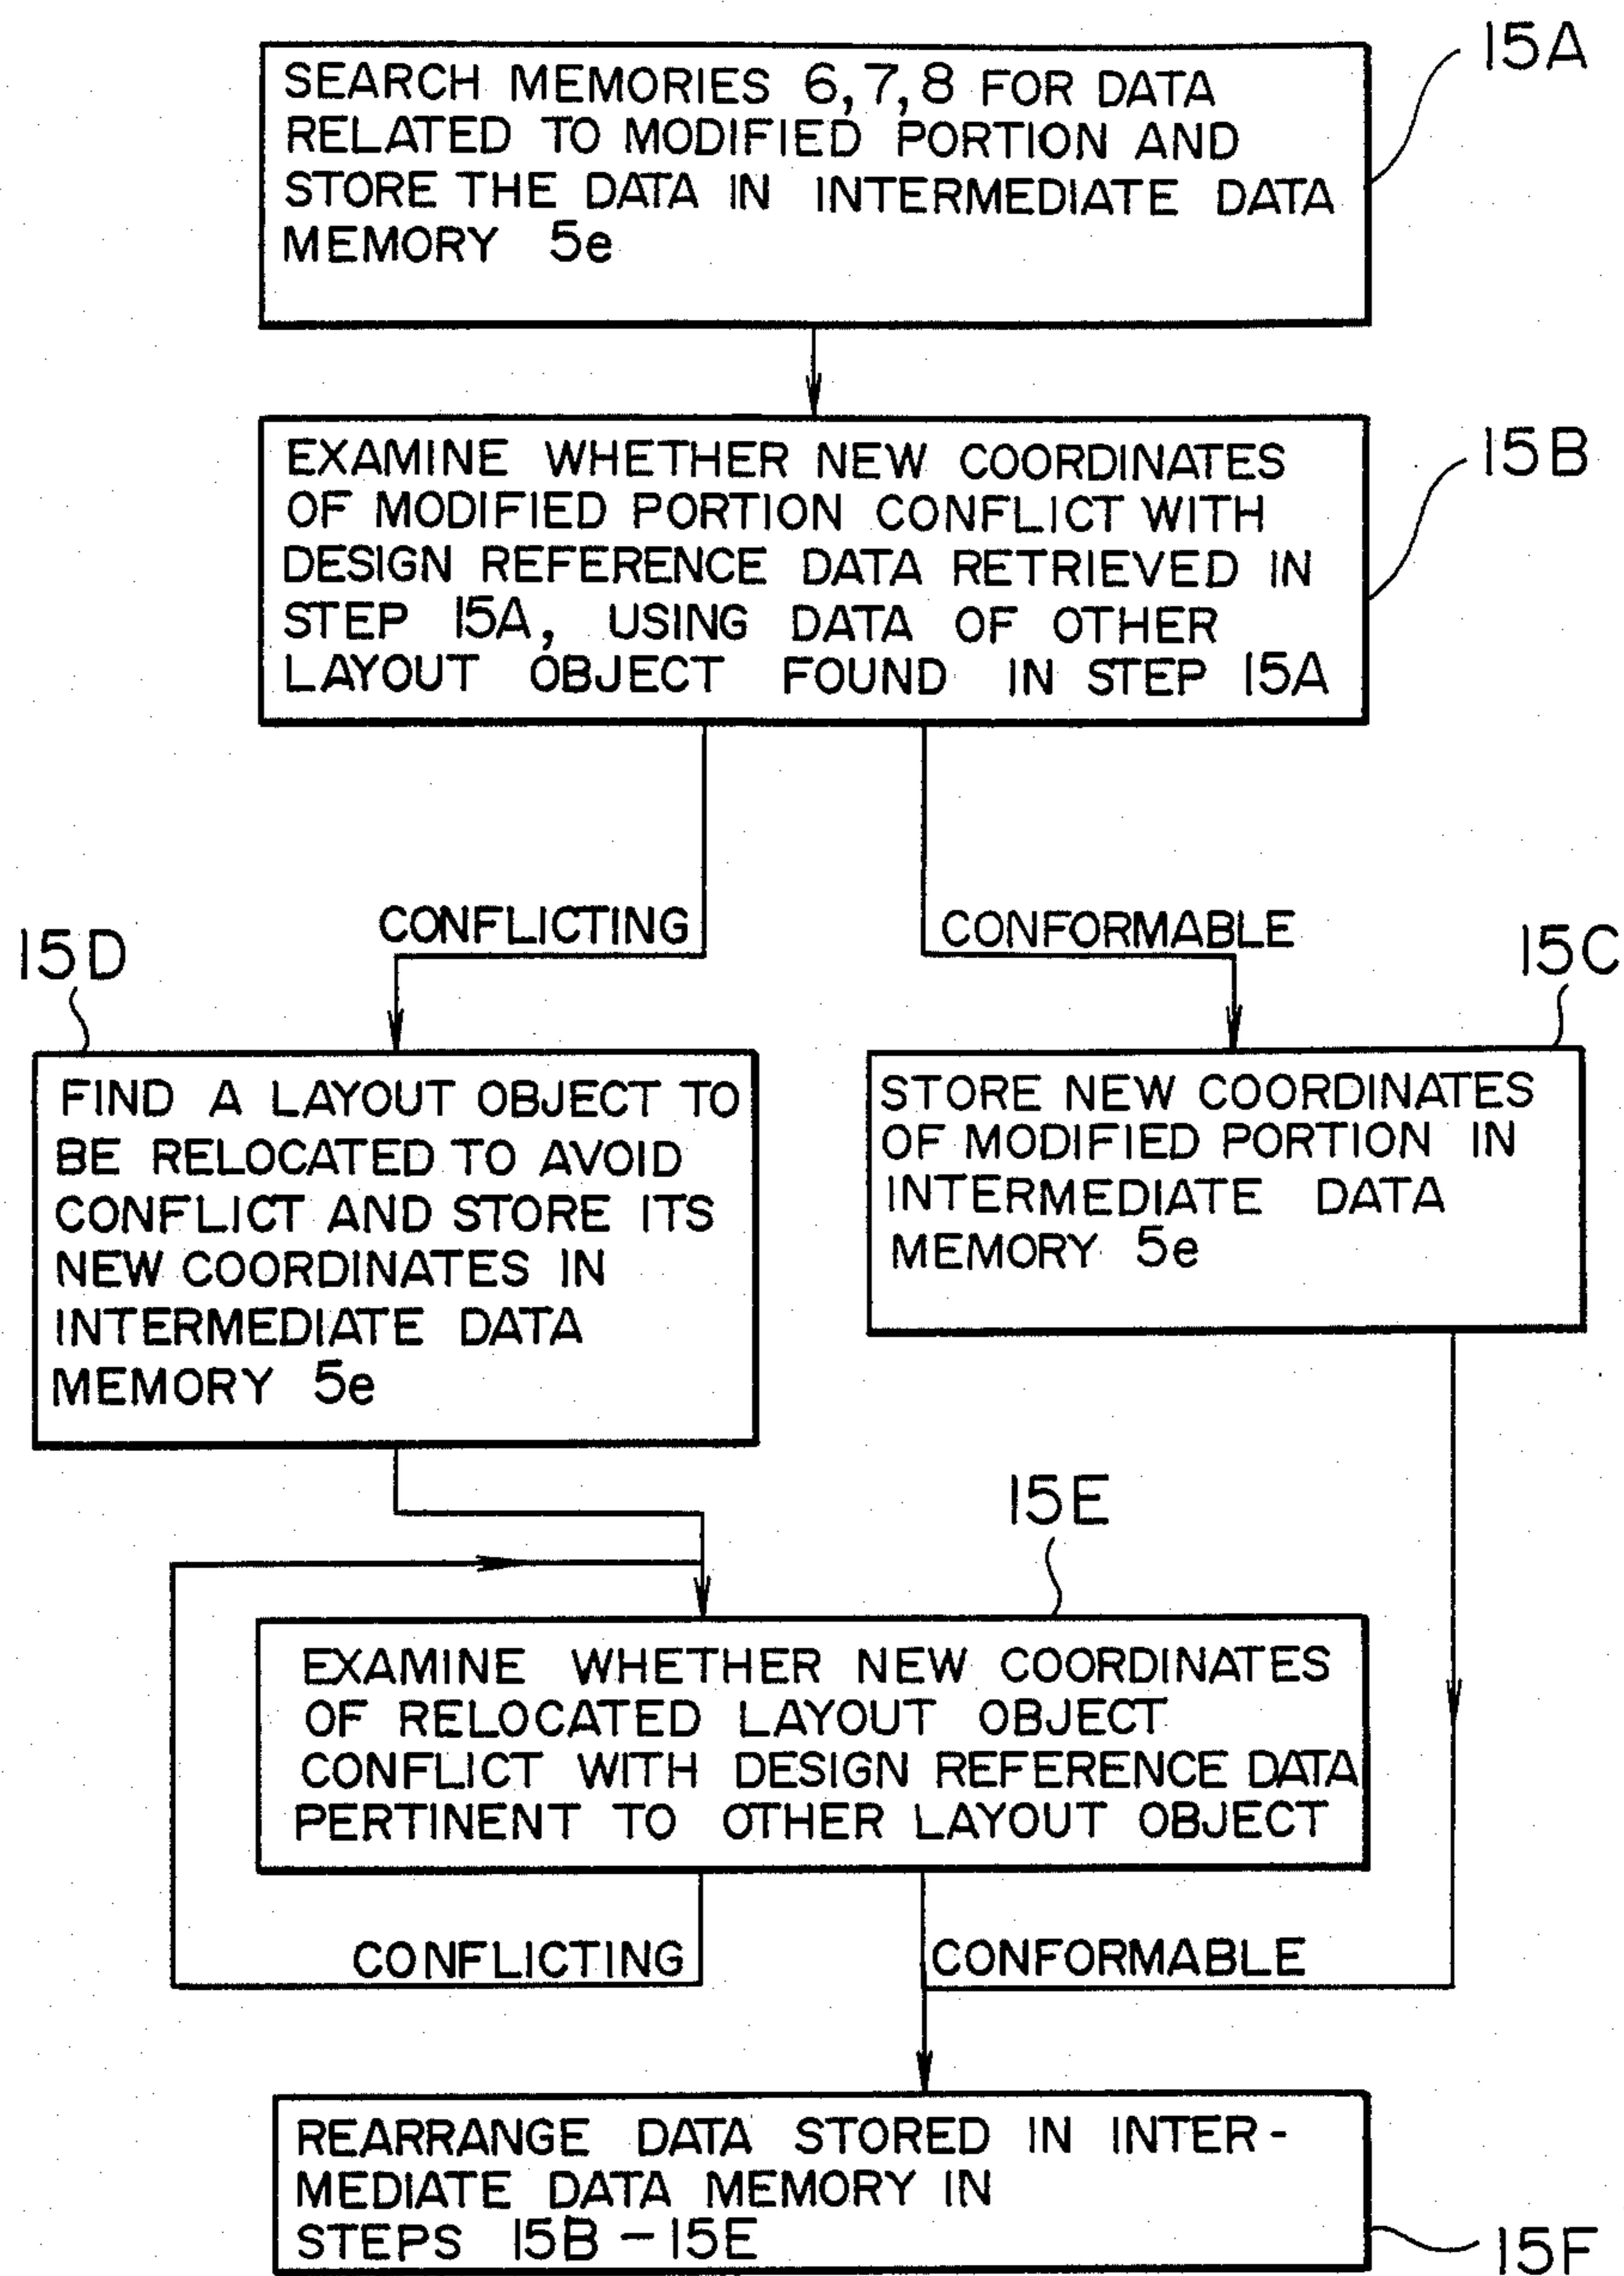 15A
SEARCH MEMORIES 6,7,8 FOR DATA
RELATED TO MODIFIED PORTION AND
STORE THE DATA IN INTERMEDIATE DATA
MEMORY 5e
15B
EXAMINE WHETHER NEW COORDINATES
OF MODIFIED PORTION CONFLICT WITH
DESIGN REFERENCE DATA RETRIEVED IN
STEP 15A, USING DATA OF OTHER
LAYOUT OBJECT FOUND IN STEP 15A
CONFLICTING
CONFORMABLE
15D
FIND A LAYOUT OBJECT TO
BE RELOCATED TO AVOID
CONFLICT AND STORE ITS
NEW COORDINATES IN
INTERMEDIATE DATA
MEMORY 5e
15C
STORE NEW COORDINATES
OF MODIFIED PORTION IN
INTERMEDIATE DATA
MEMORY 5e
15E
EXAMINE WHETHER NEW COORDINATES
OF RELOCATED LAYOUT OBJECT
CONFLICT WITH DESIGN REFERENCE DATA
PERTINENT TO OTHER LAYOUT OBJECT
CONFLICTING
CONFORMABLE
REARRANGE DATA STORED IN INTER-
MEDIATE DATA MEMORY IN
STEPS 15B - 15E
15F